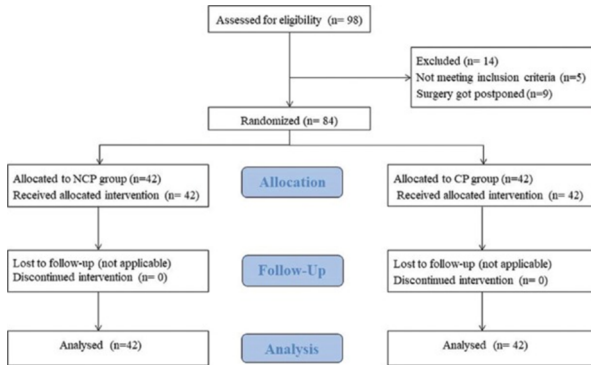 Assessed for eligibility (n= 98)
Excluded (n= 14)
Not meeting inclusion criteria (n=5)
Surgery got postponed (n=9)
Randomized (n= 84)
Allocated to NCP group (n=42)
Received allocated intervention (n= 42)
Allocation
Allocated to CP group (n=42)
Received allocated intervention (n= 42)
Lost to follow-up (not applicable)
Discontinued intervention (n= 0)
Follow-Up
Lost to follow-up (not applicable)
Discontinued intervention (n= 0)
Analysed (n=42)
Analysis
Analysed (n= 42)